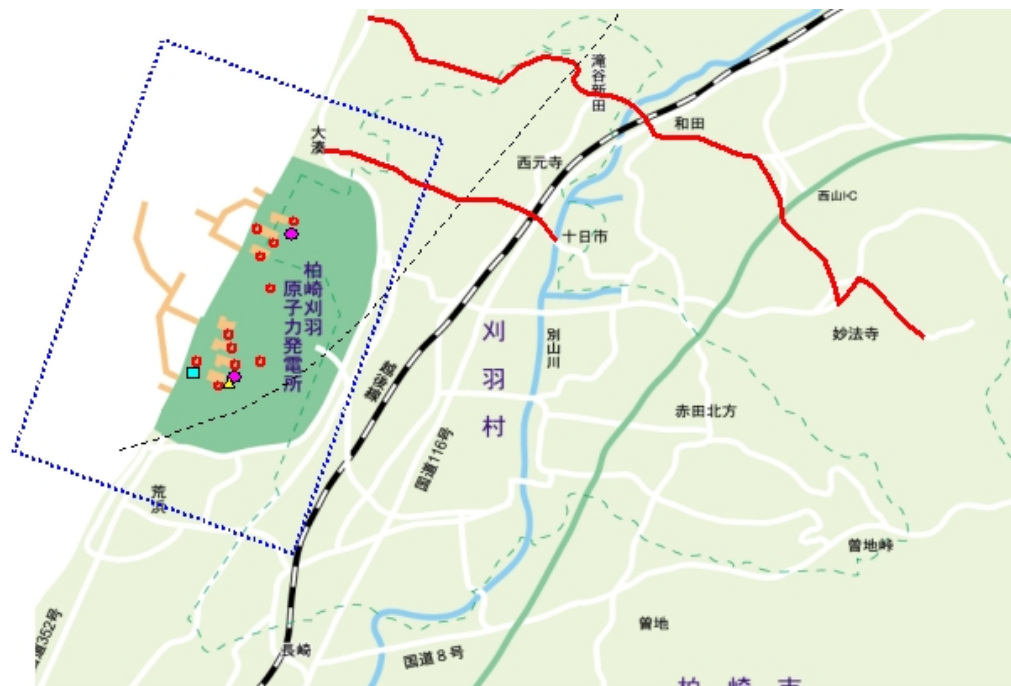 滝谷新田
和田
大湊
西元寺
西山I・C
十日市
柏崎刈羽
原子力発電所
刈羽村
別山川
妙法寺
越後線
赤田北方
国道116号
荒浜
曽地峠
曽地
国道352号
長崎
国道8号
柏崎市